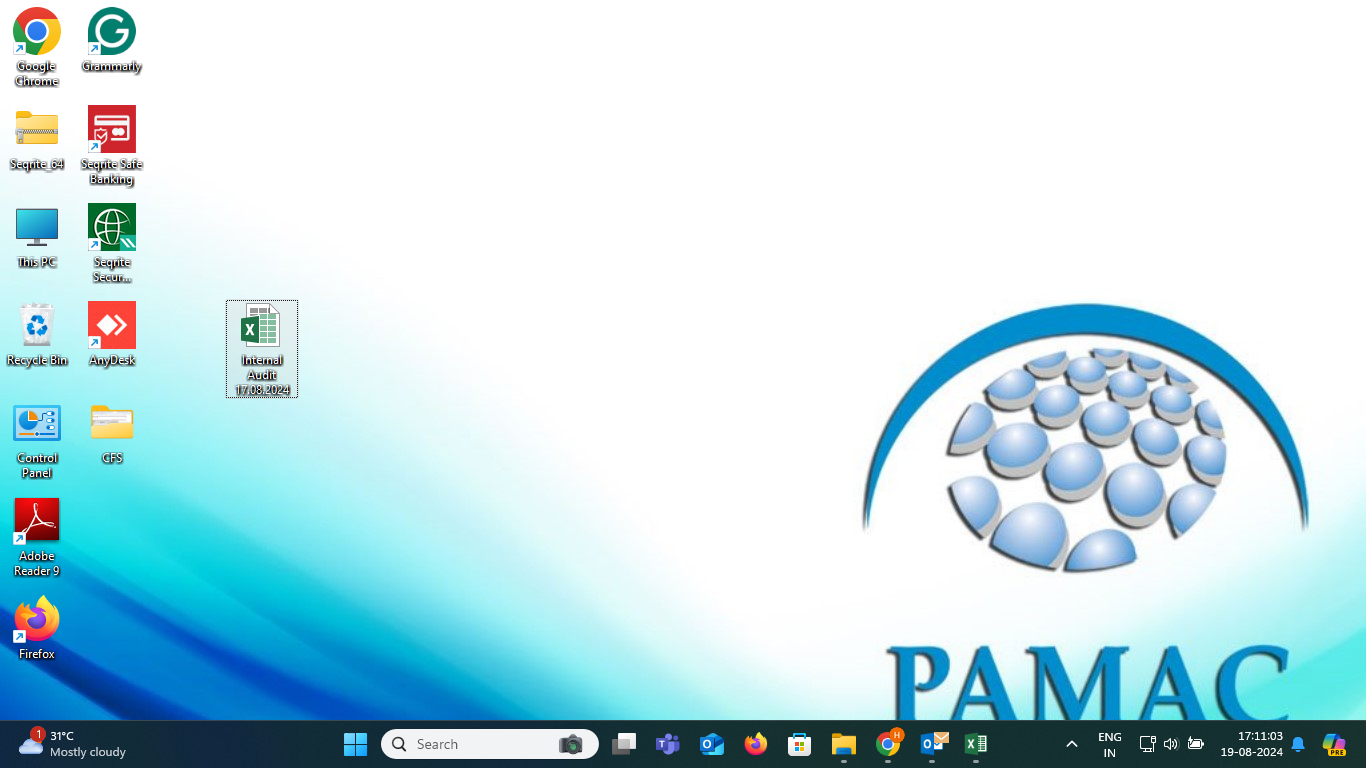 Google
Chrome
Grammarly
Seqrite_64
Seqrite Safe
Banking
This PC
Seqrite
Secur...
Recycle Bin
AnyDesk
Internal
Audit
17.08.2024
Control
Panel
CFS
Adobe
Reader 9
Firefox
PAMAC
1
31°C
Mostly cloudy
Search
H
ENG
IN
17:11:03
19-08-2024
PRE